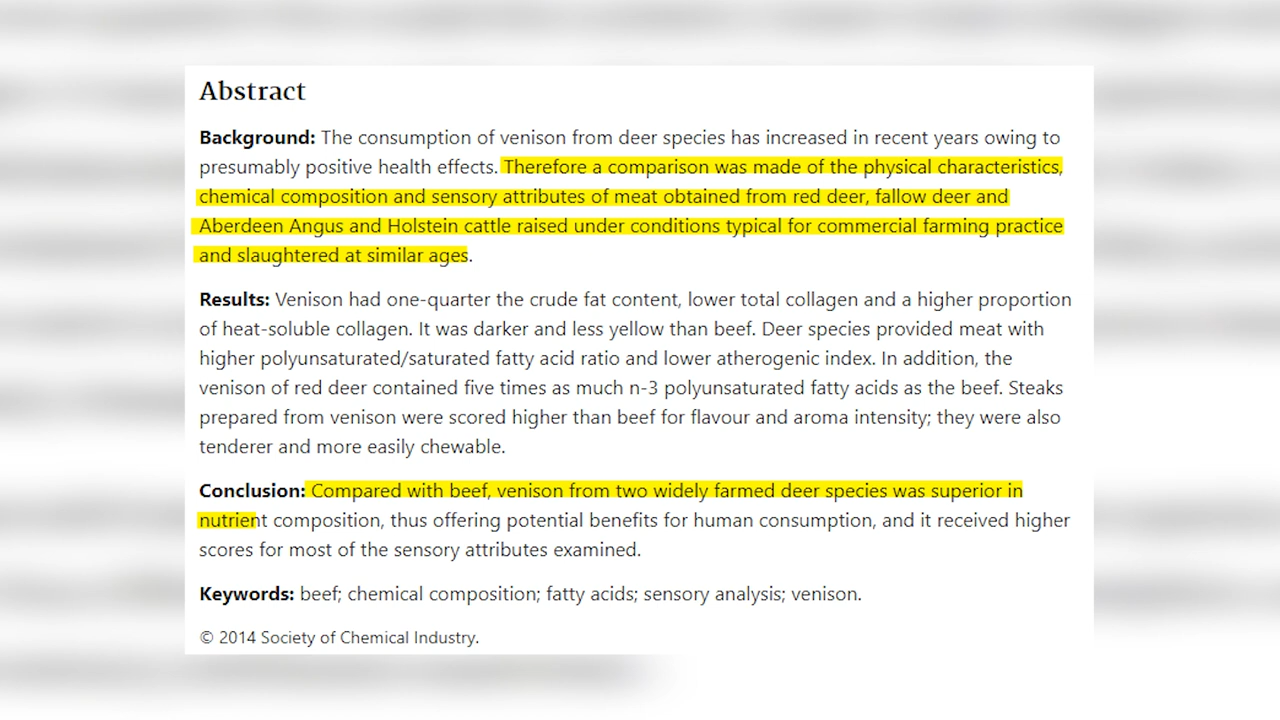 Abstract
Background: The consumption of venison from deer species has increased in recent years owing to
presumably positive health effects. Therefore a comparison was made of the physical characteristics,
chemical composition and sensory attributes of meat obtained from red deer, fallow deer and
Aberdeen Angus and Holstein cattle raised under conditions typical for commercial farming practice
and slaughtered at similar ages.
Results: Venison had one-quarter the crude fat content, lower total collagen and a higher proportion
of heat-soluble collagen. It was darker and less yellow than beef. Deer species provided meat with
higher polyunsaturated/saturated fatty acid ratio and lower atherogenic index. In addition, the
venison of red deer contained five times as much n-3 polyunsaturated fatty acids as the beef. Steaks
prepared from venison were scored higher than beef for flavour and aroma intensity; they were also
tenderer and more easily chewable.
Conclusion: Compared with beef, venison from two widely farmed deer species was superior in
nutrient composition, thus offering potential benefits for human consumption, and it received higher
scores for most of the sensory attributes examined.
Keywords: beef; chemical composition; fatty acids; sensory analysis; venison.
© 2014 Society of Chemical Industry.